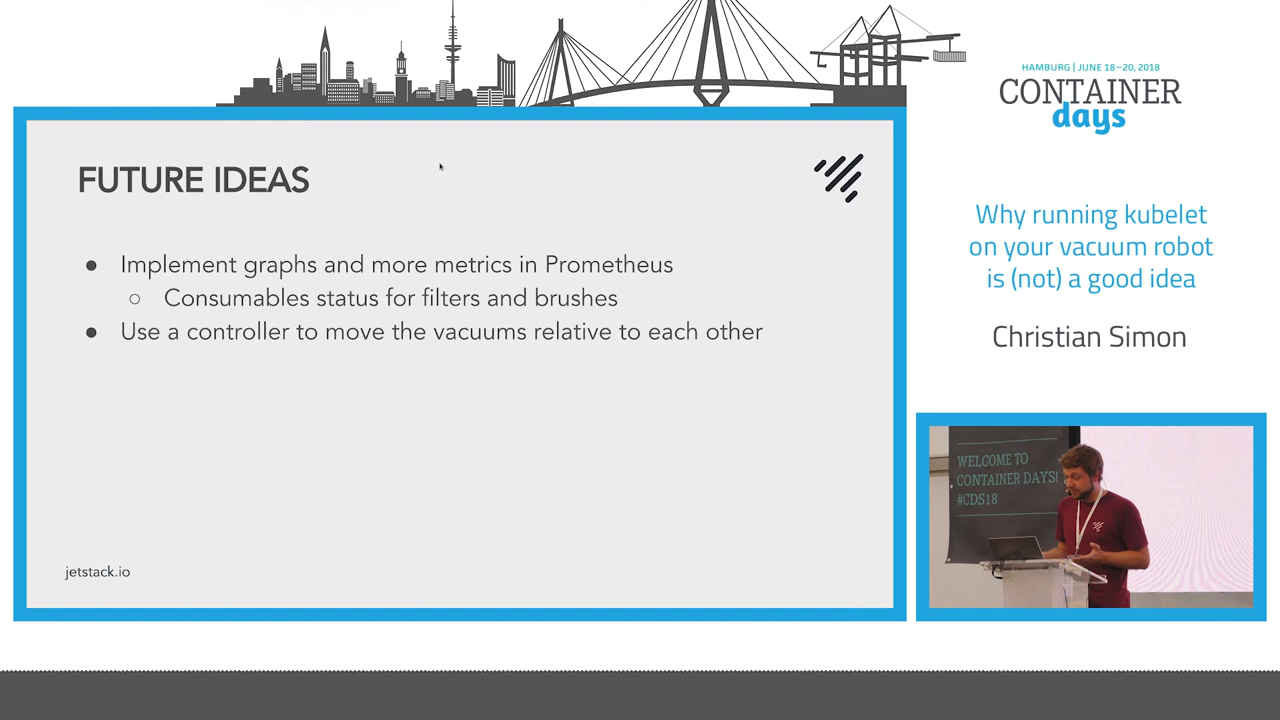 HAMBURG | JUNE 18–20, 2018
CONTAINER
days
FUTURE IDEAS
● Implement graphs and more metrics in Prometheus
○ Consumables status for filters and brushes
● Use a controller to move the vacuums relative to each other
jetstack.io
Why running kubelet
on your vacuum robot
is (not) a good idea
Christian Simon
WELCOME TO
CONTAINER DAYS!
#CDS18